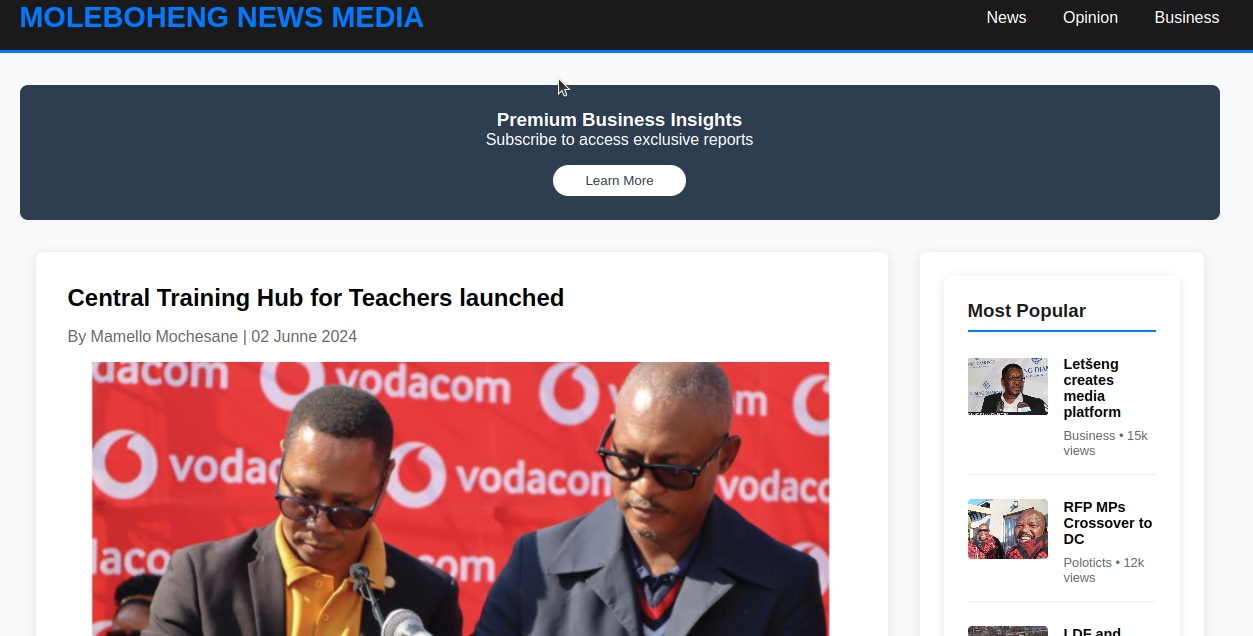 MOLEBOHENG NEWS MEDIA
News Opinion Business
Premium Business Insights
Subscribe to access exclusive reports
Learn More
Central Training Hub for Teachers launched
By Mamello Mochesane | 02 Junne 2024
dacom vodacom
vodacom
vodacom
dacom
Most Popular
Letšeng
creates
media
platform
Business • 15k
views
RFP MPs
Crossover to
DC
Poloticts • 12k
views
LDF and